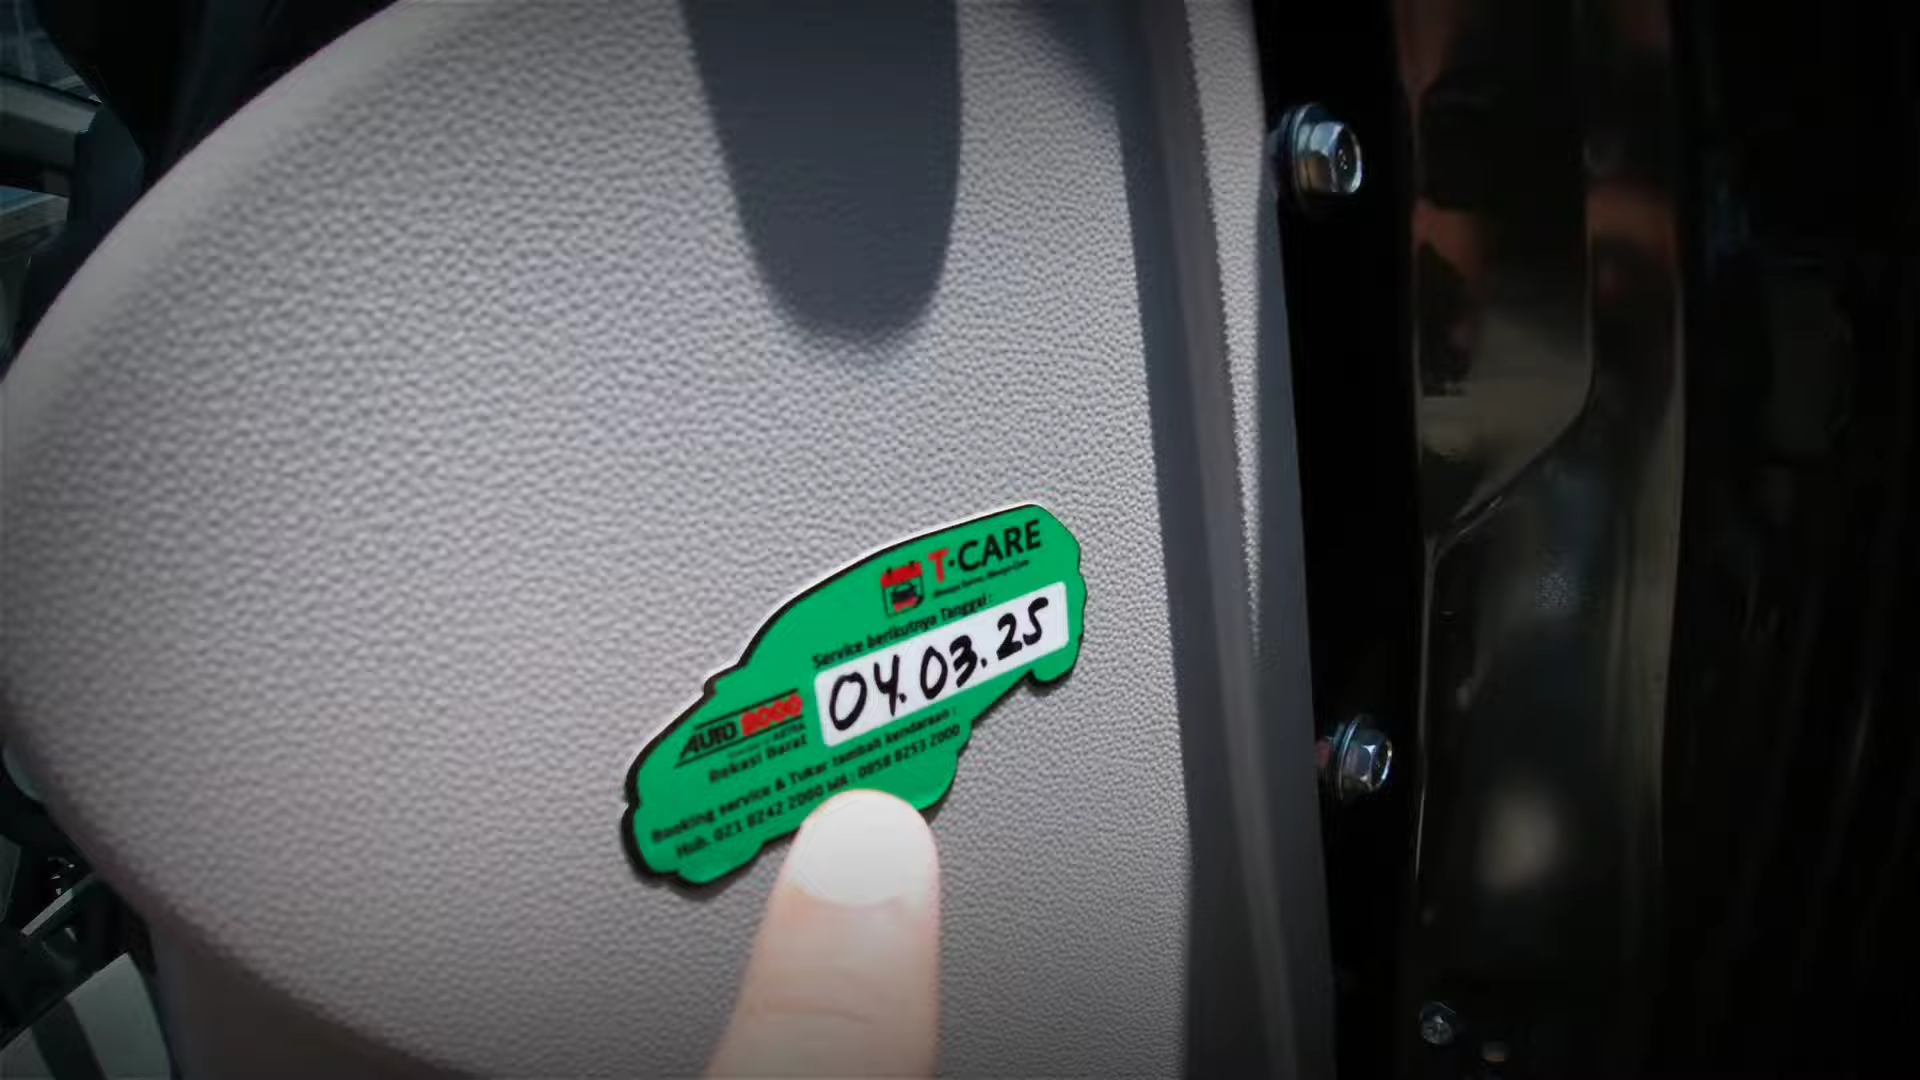 T·CARE
Service berikutnya Tanggal :
04.03.25
AUTO 2000
Bekasi Barat
Booking service & Tukar tambah kendaraan :
Hub. 021 8242 2000 WA : 0858 8253 2000